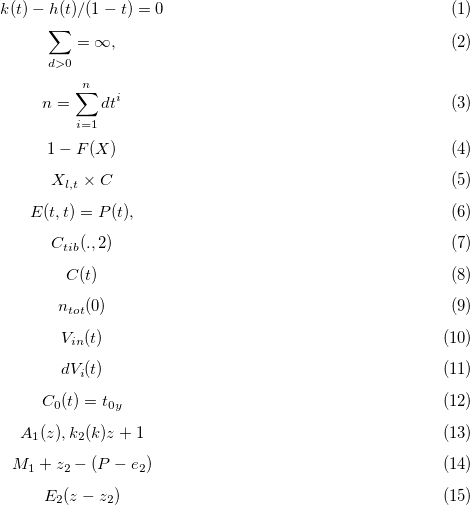 k(t) − h(t)/(1 − t) = 0 (1)
∑_{d>0} = ∞, (2)
n = ∑_{i=1}^{n} dt^i (3)
1 − F(X) (4)
X_{l,t} × C (5)
E(t, t) = P(t), (6)
C_{tib}(., 2) (7)
C(t) (8)
n_{tot}(0) (9)
V_{in}(t) (10)
dV_i(t) (11)
C_0(t) = t_{0y} (12)
A_1(z), k_2(k)z + 1 (13)
M_1 + z_2 − (P − e_2) (14)
E_2(z − z_2) (15)